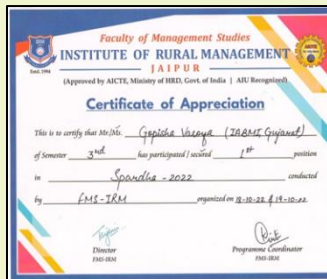 Faculty of Management Studies
INSTITUTE OF RURAL MANAGEMENT
JAIPUR
Estd. 1994
(Approved by AICTE, Ministry of HRD, Govt. of India | AIU Recognized)
Certificate of Appreciation
This is to certify that Mr./Ms. Gopisha Vasoya (IABMI Gujarat)
of Semester 3rd has participated / secured 1st position
in Spardha - 2022 conducted
by FMS-IRM organized on 18-10-22 & 19-10-22
Director Programme Coordinator
FMS-IRM FMS-IRM